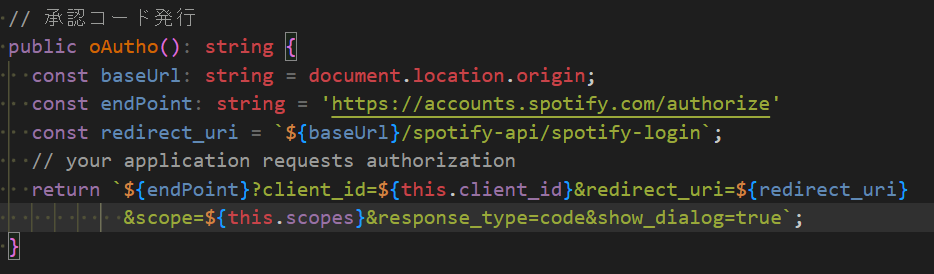 // 承認コード発行
public oAutho(): string {
const baseUrl: string = document.location.origin;
const endPoint: string = 'https://accounts.spotify.com/authorize'
const redirect_uri = `${baseUrl}/spotify-api/spotify-login`;
// your application requests authorization
return `${endPoint}?client_id=${this.client_id}&redirect_uri=${redirect_uri}
&scope=${this.scopes}&response_type=code&show_dialog=true`;
}